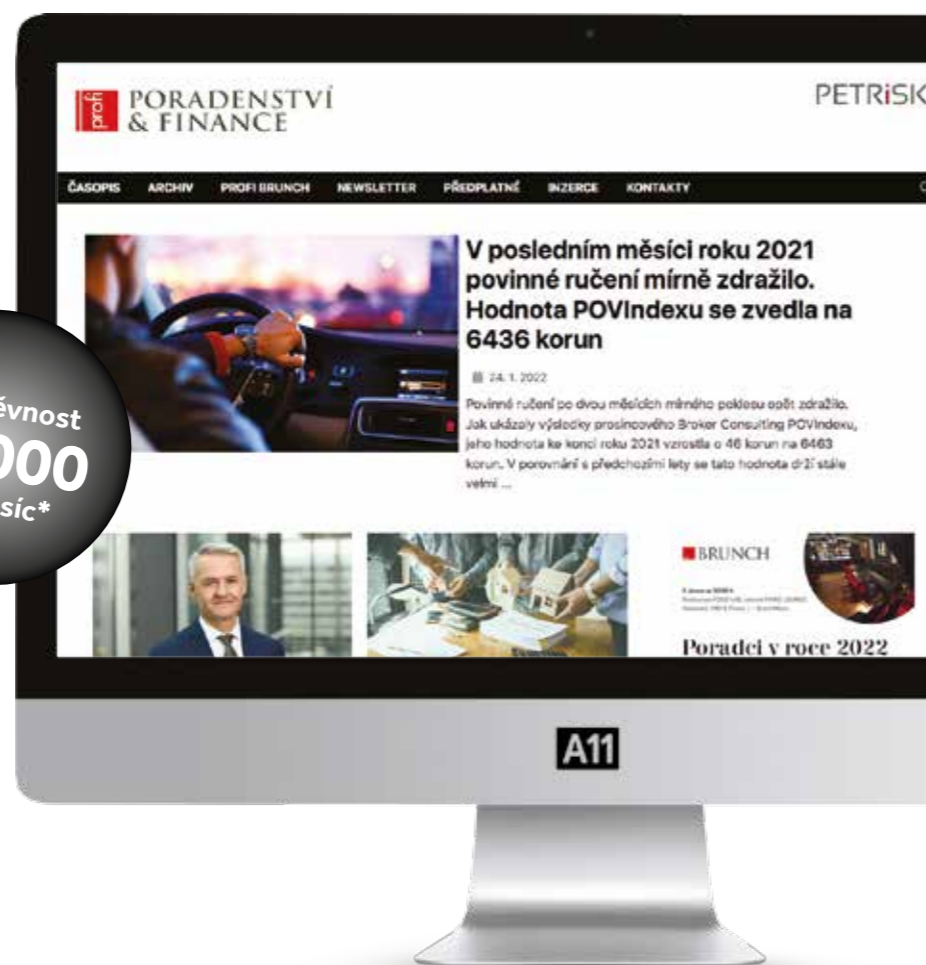 profi
PORADENSTVÍ
& FINANCE
PETRiSK
ČASOPIS ARCHIV PROFI BRUNCH NEWSLETTER PŘEDPLATNÉ INZERCE KONTAKTY
V posledním měsíci roku 2021
povinné ručení mírně zdražilo.
Hodnota POVIndexu se zvedla na
6436 korun
24. 1. 2022
Povinné ručení po dvou měsících mírného poklesu opět zdražilo.
Jak ukázaly výsledky prosincového Broker Consulting POVIndexu,
jeho hodnota ke konci roku 2021 vzrostla o 46 korun na 6463
korun. V porovnání s předchozími lety se tato hodnota drží stále
velmi ...
ěvnost
000
síc*
BRUNCH
Poradci v roce 2022
A11